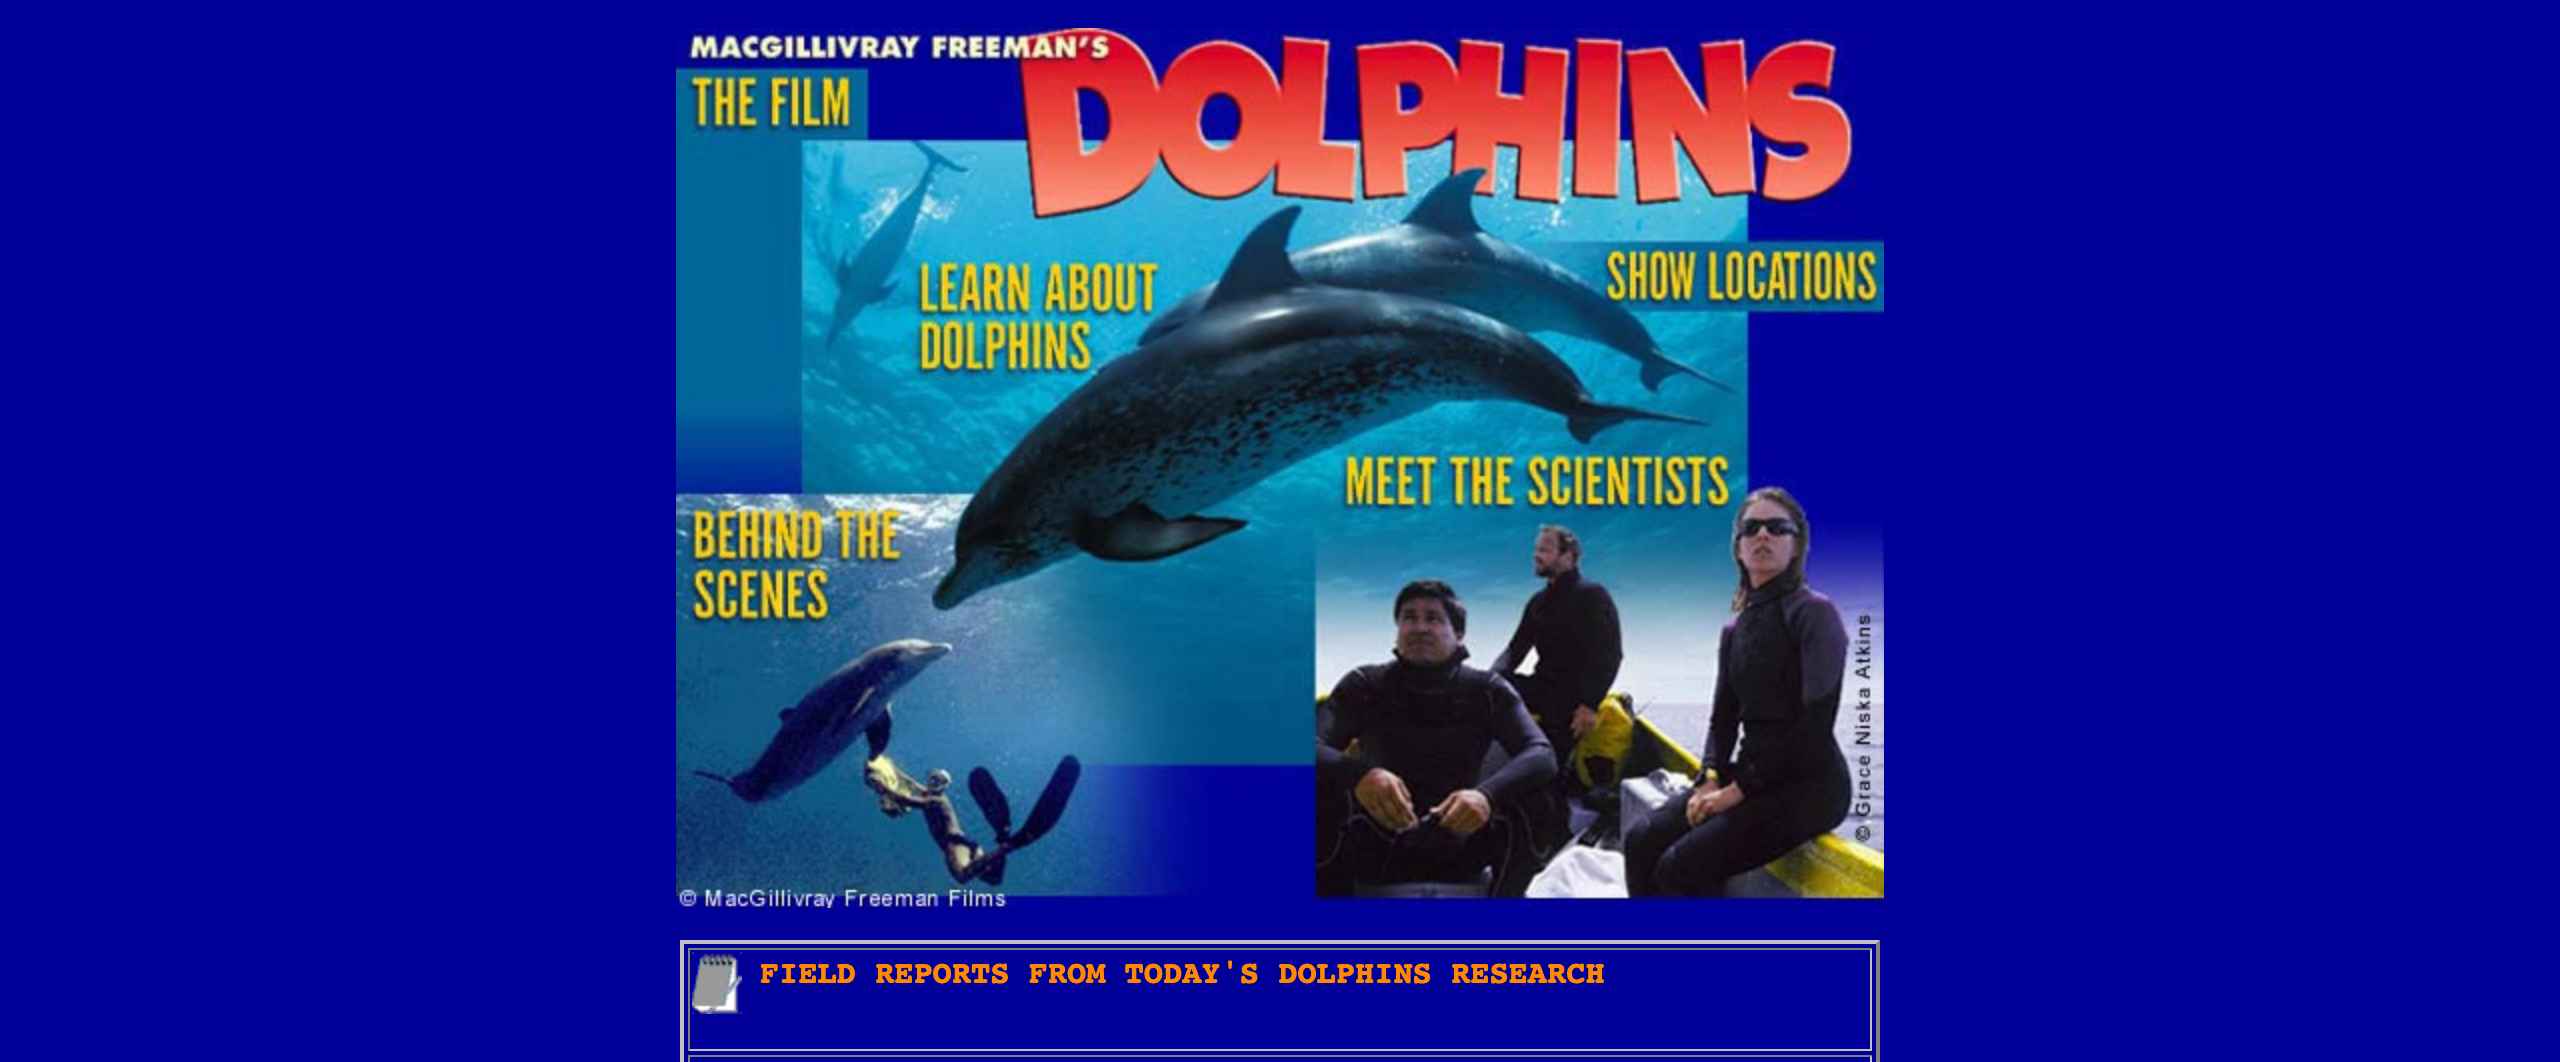 MACGILLIVRAY FREEMAN'S
DOLPHINS
THE FILM
LEARN ABOUT
DOLPHINS
SHOW LOCATIONS
MEET THE SCIENTISTS
BEHIND THE
SCENES
© Grace Niska Atkins
© MacGillivray Freeman Films
FIELD REPORTS FROM TODAY'S DOLPHINS RESEARCH